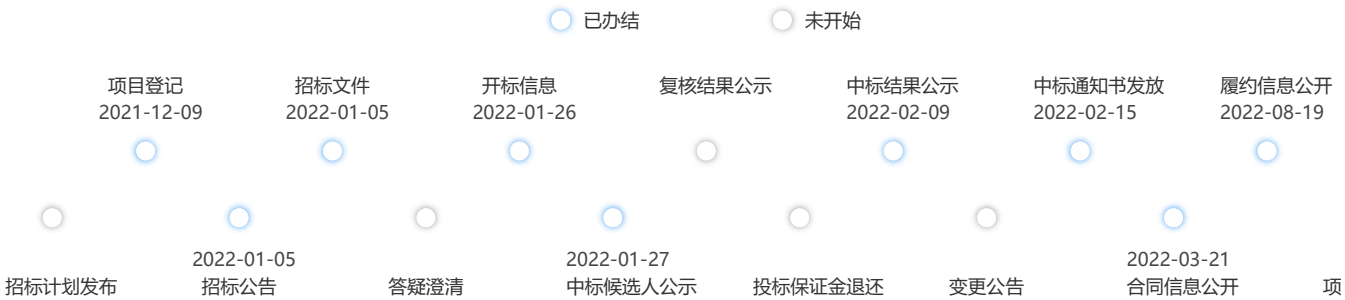 已办结
未开始
项目登记
2021-12-09
招标文件
2022-01-05
开标信息
2022-01-26
复核结果公示
中标结果公示
2022-02-09
中标通知书发放
2022-02-15
履约信息公开
2022-08-19
招标计划发布
2022-01-05
招标公告
答疑澄清
2022-01-27
中标候选人公示
投标保证金退还
变更公告
2022-03-21
合同信息公开
项